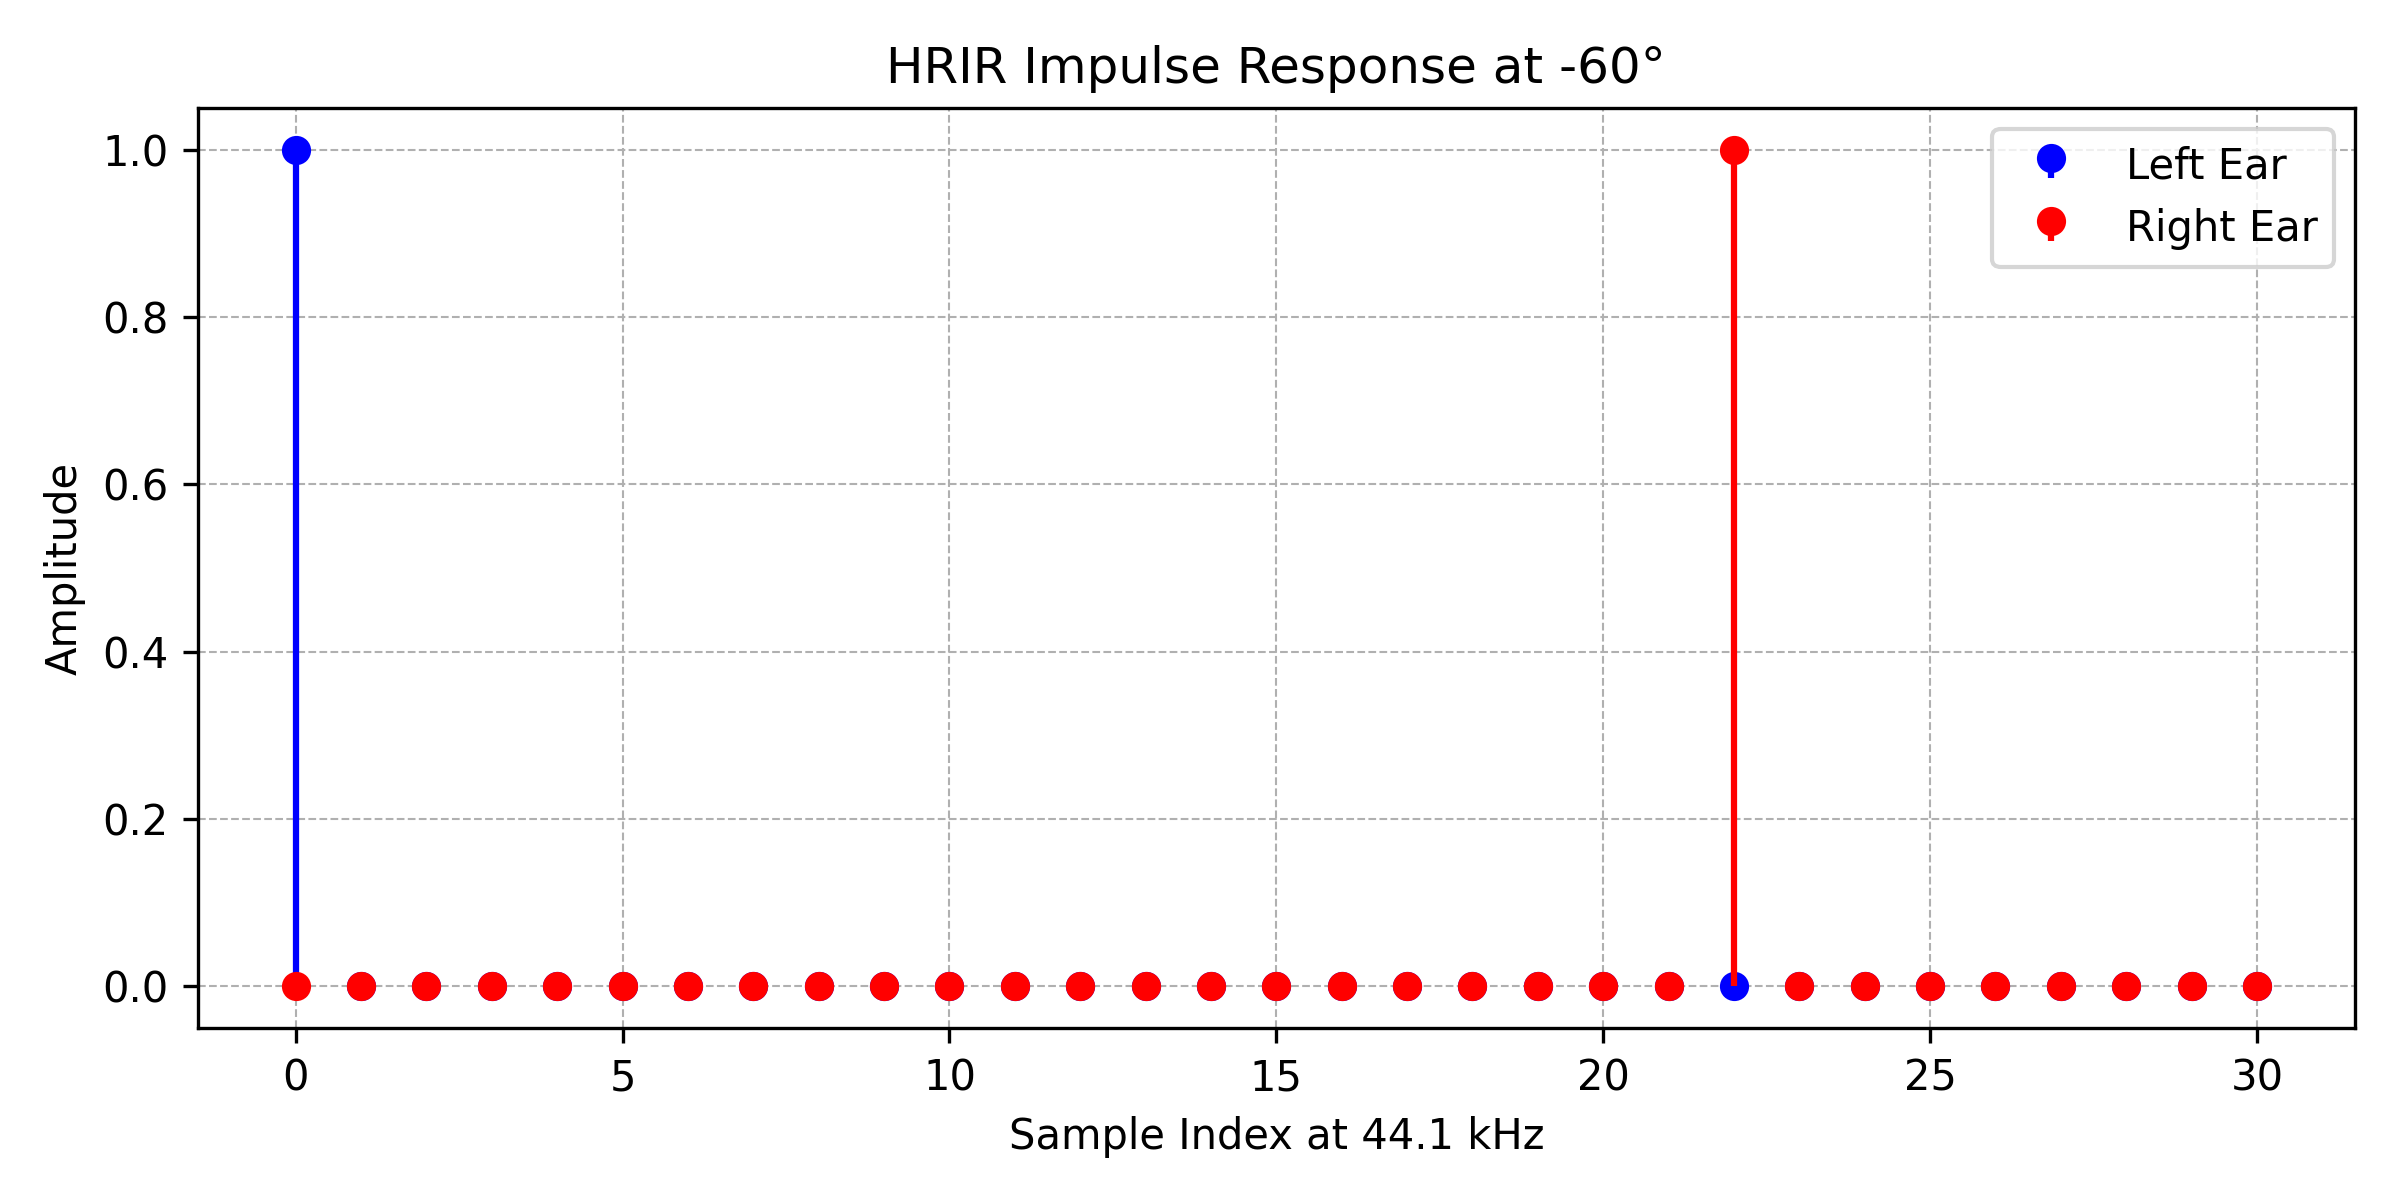 HRIR Impulse Response at -60°
1.0
0.8
0.6
0.4
0.2
0.0
Amplitude
Left Ear
Right Ear
0 5 10 15 20 25 30
Sample Index at 44.1 kHz